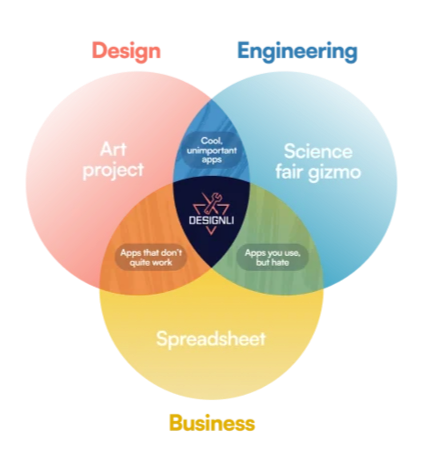 Design
Engineering
Cool,
unimportant
apps
Art
project
Science
fair gizmo
DESIGNLI
Apps that don't
quite work
Apps you use,
but hate
Spreadsheet
Business